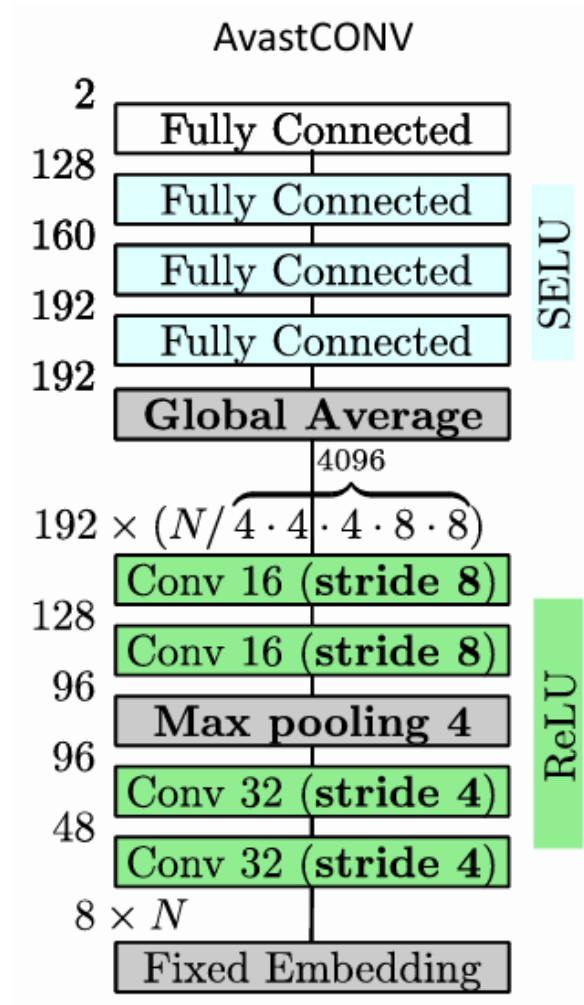 AvastCONV
2
Fully Connected
128
Fully Connected
160
Fully Connected
192
Fully Connected
192
Global Average
4096
192 × (N/4 · 4 · 4 · 8 · 8)
Conv 16 (stride 8)
128
Conv 16 (stride 8)
96
Max pooling 4
96
Conv 32 (stride 4)
48
Conv 32 (stride 4)
8 × N
Fixed Embedding
SELU
ReLU